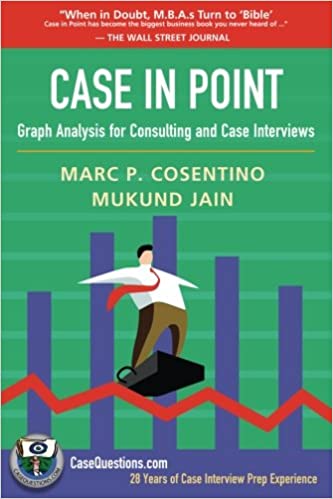 "When in Doubt, M.B.A.s Turn to 'Bible'
Case in Point has become the biggest business book you never heard of ..."
— THE WALL STREET JOURNAL
CASE IN POINT
Graph Analysis for Consulting and Case Interviews
MARC P. COSENTINO
MUKUND JAIN
CASEQUESTIONS.COM
CaseQuestions.com
28 Years of Case Interview Prep Experience